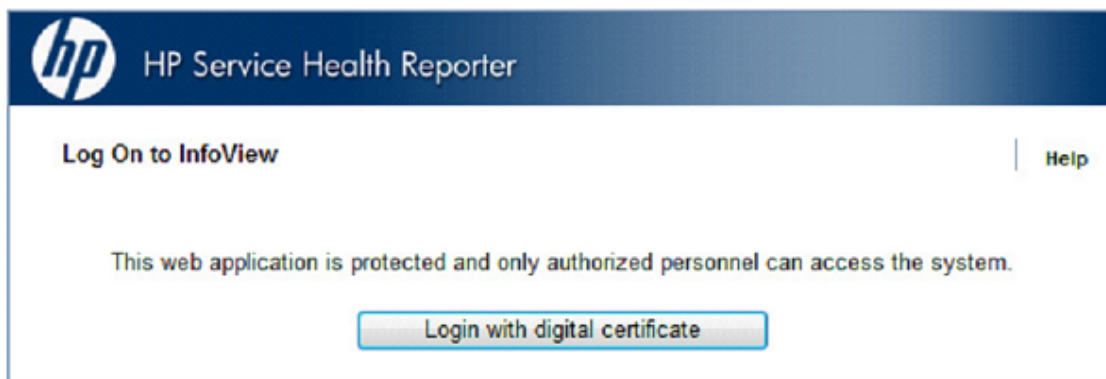 hp HP Service Health Reporter
Log On to InfoView Help
This web application is protected and only authorized personnel can access the system.
Login with digital certificate